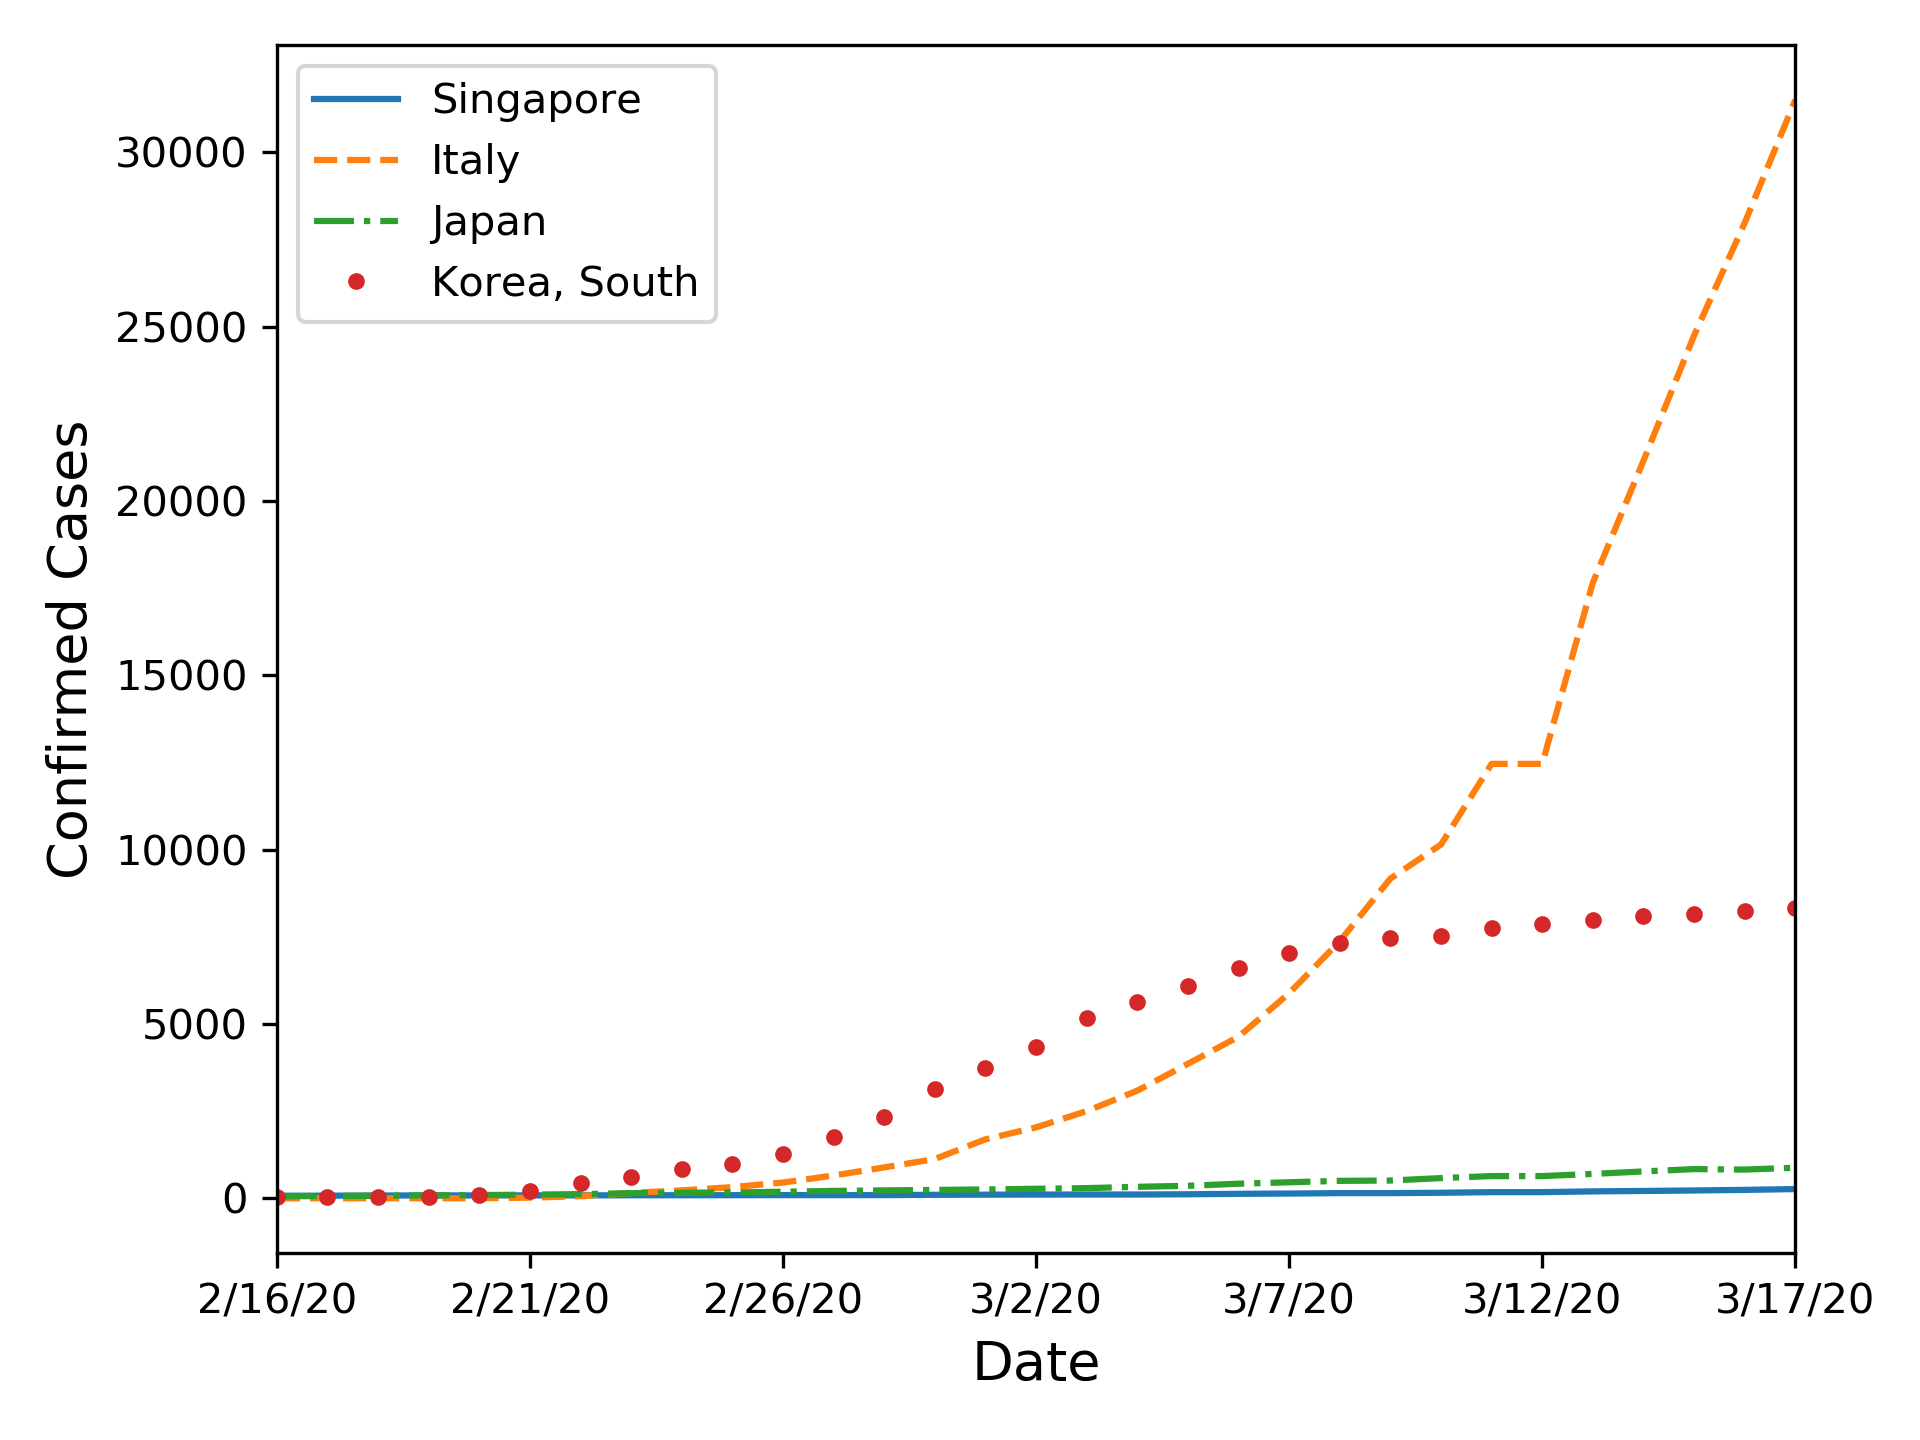 Singapore
Italy
Japan
Korea, South
30000
25000
20000
15000
10000
5000
0
Confirmed Cases
2/16/20 2/21/20 2/26/20 3/2/20 3/7/20 3/12/20 3/17/20
Date